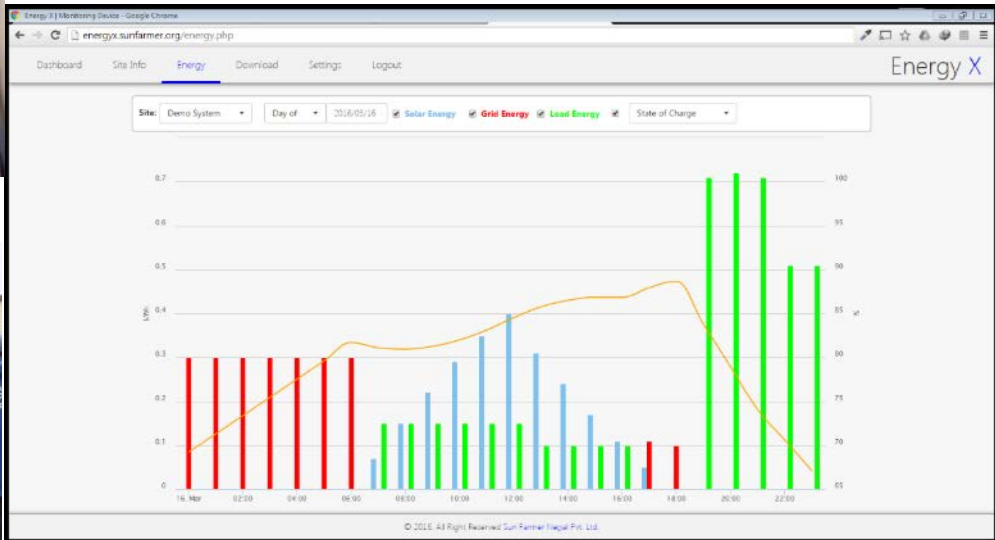 Energy X | Monitoring Device - Google Chrome
energyx.sunfarmer.org/energy.php
Dashboard Site Info Energy Download Settings Logout Energy X
Site: Demo System Day of 2016/03/16 Solar Energy Grid Energy Load Energy State of Charge
0.7 100
0.6 95
0.5 90
0.4 85
kWh %
0.3 80
0.2 75
0.1 70
0 65
16. Mar 02:00 04:00 06:00 08:00 10:00 12:00 14:00 16:00 18:00 20:00 22:00
© 2016. All Right Reserved Sun Farmer Nepal Pvt. Ltd.